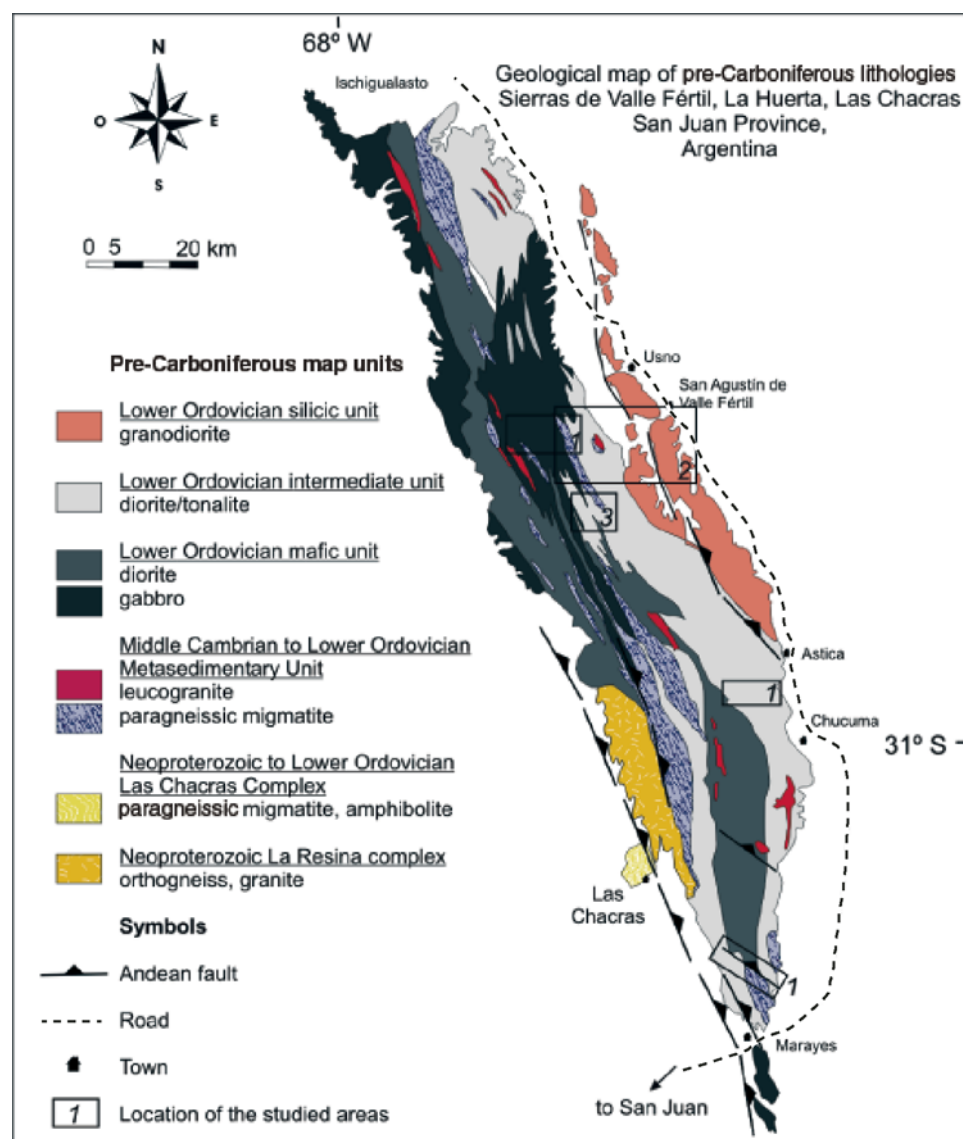 68º W
N
O
E
S
Ischigualasto
Geological map of pre-Carboniferous lithologies
Sierras de Valle Fértil, La Huerta, Las Chacras
San Juan Province,
Argentina
0 5 20 km
Usno
San Agustín de
Valle Fértil
Pre-Carboniferous map units
Lower Ordovician silicic unit
granodiorite
Lower Ordovician intermediate unit
diorite/tonalite
Lower Ordovician mafic unit
diorite
gabbro
Middle Cambrian to Lower Ordovician
Metasedimentary Unit
leucogranite
paragneissic migmatite
Neoproterozoic to Lower Ordovician
Las Chacras Complex
paragneissic migmatite, amphibolite
Neoproterozoic La Resina complex
orthogneiss, granite
Symbols
Andean fault
Road
Town
1 Location of the studied areas
1
2
3
Astica
1
Chucuma
31º S
Las
Chacras
1
Marayes
to San Juan